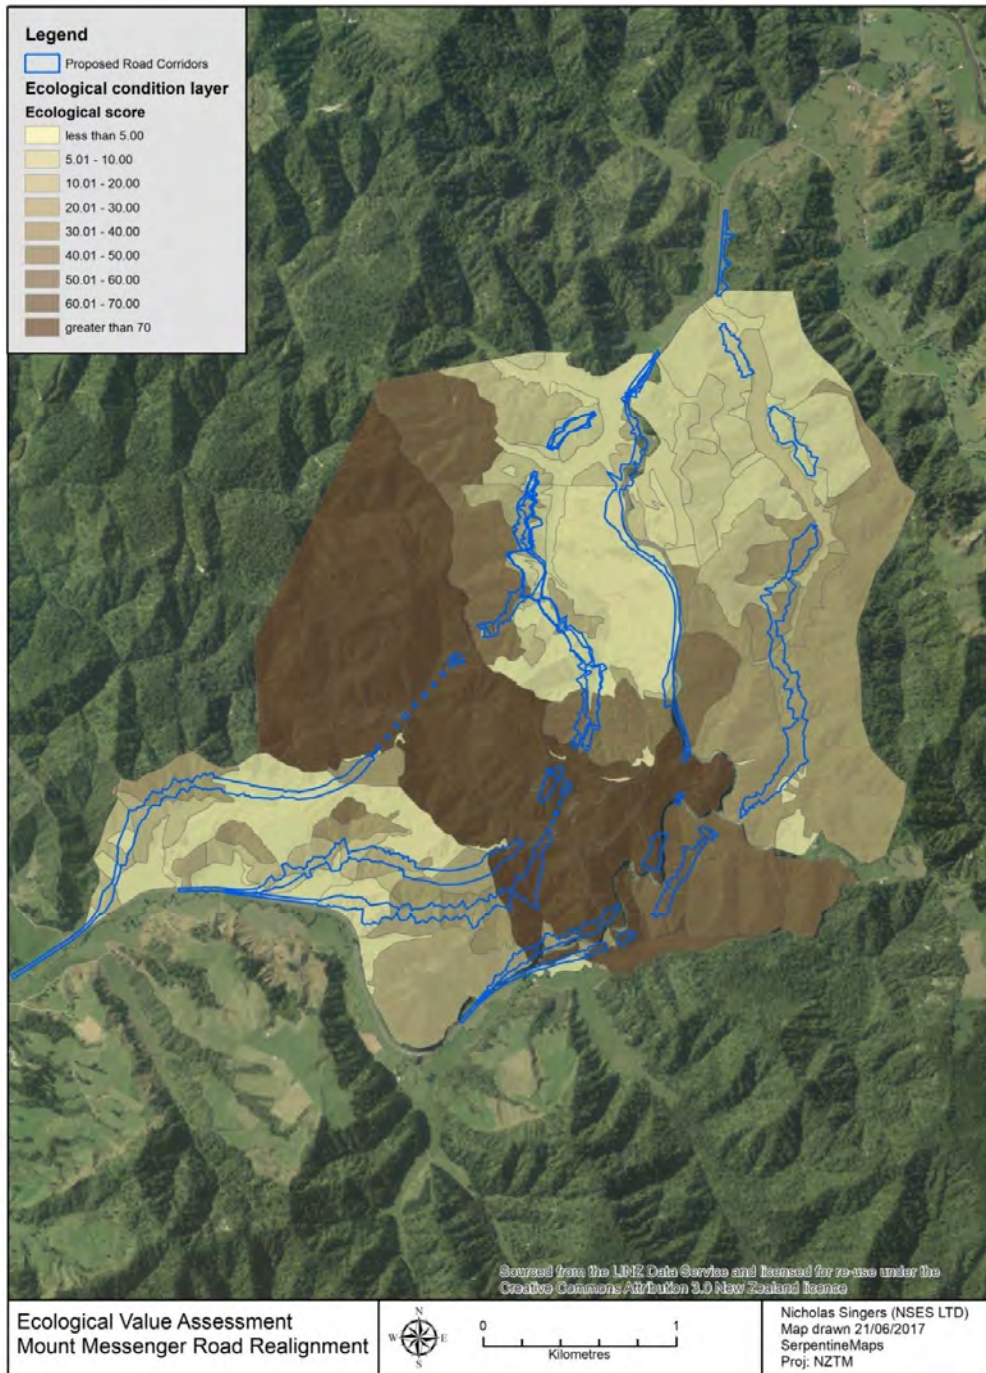 Legend
Proposed Road Corridors
Ecological condition layer
Ecological score
less than 5.00
5.01 - 10.00
10.01 - 20.00
20.01 - 30.00
30.01 - 40.00
40.01 - 50.00
50.01 - 60.00
60.01 - 70.00
greater than 70
Sourced from the LINZ Data Service and licensed for re-use under the
Creative Commons Attribution 3.0 New Zealand licence
Ecological Value Assessment
Mount Messenger Road Realignment
N
W E
S
0 1
Kilometres
Nicholas Singers (NSES LTD)
Map drawn 21/06/2017
SerpentineMaps
Proj: NZTM